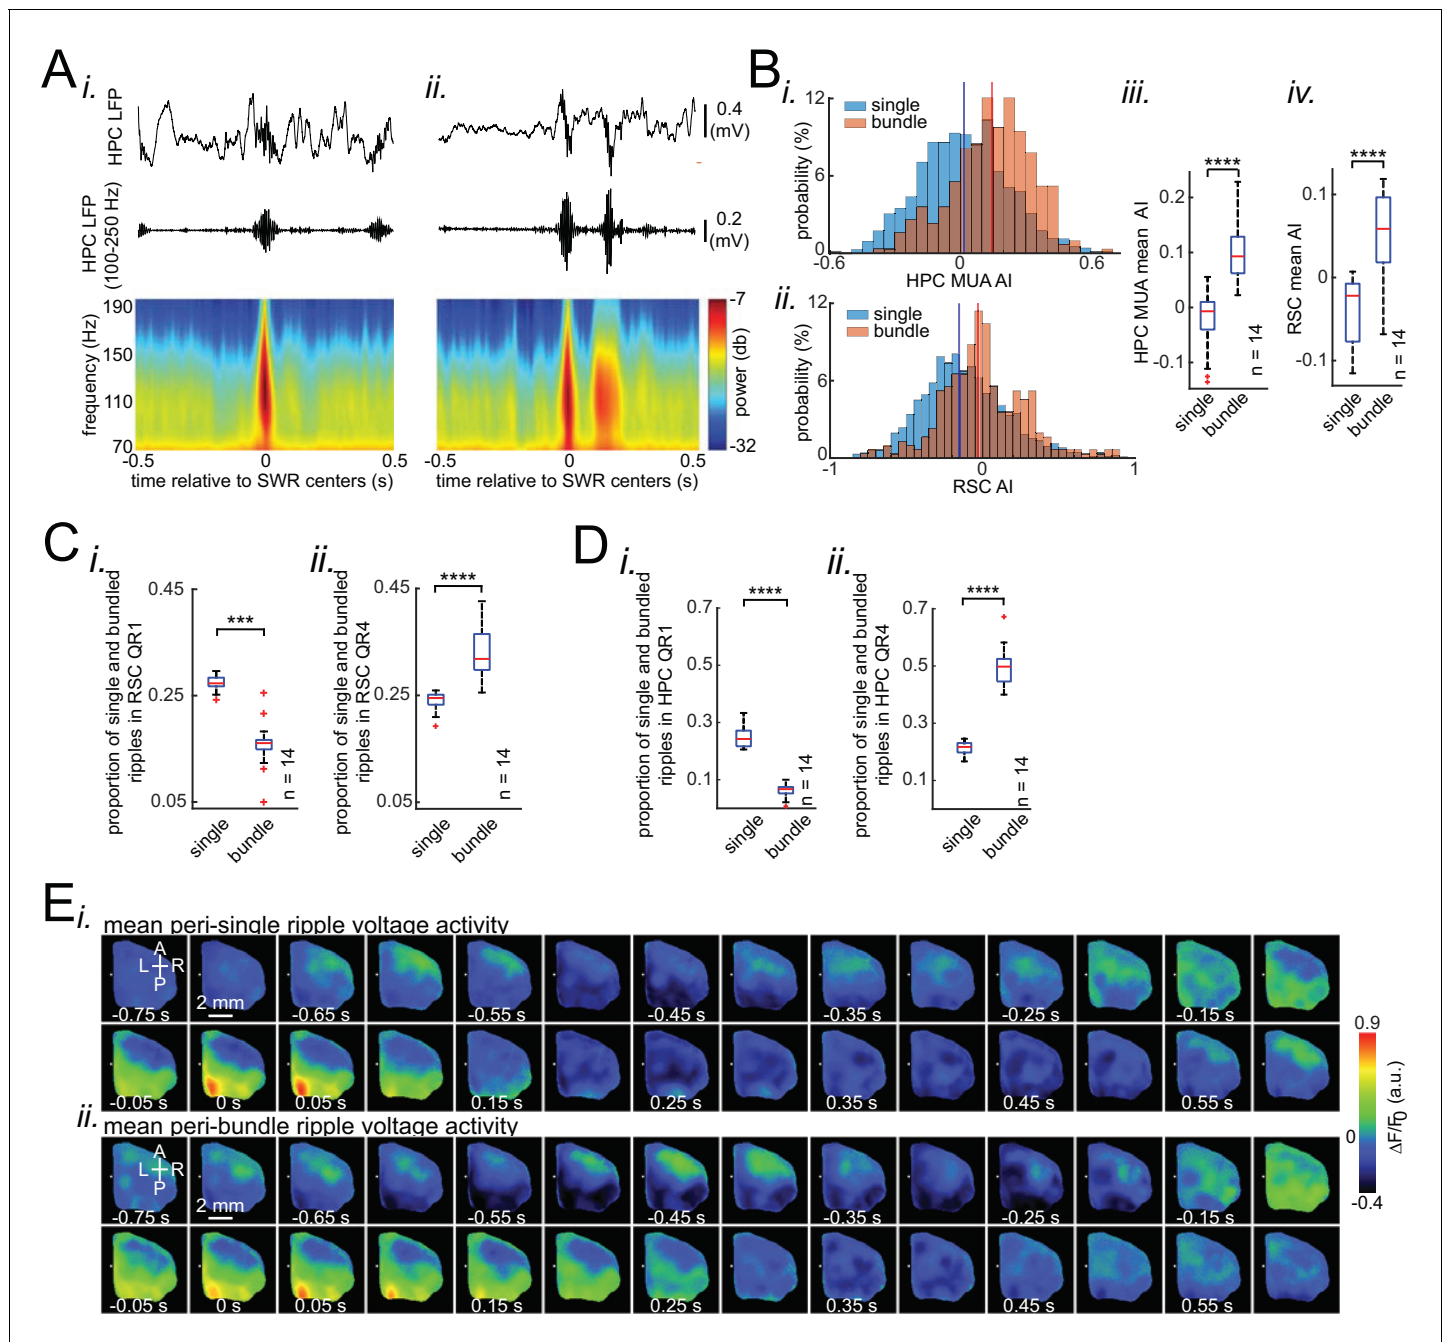 A
i.
ii.
HPC LFP
0.4
(mV)
HPC LFP
(100-250 Hz)
0.2
(mV)
frequency (Hz)
190
150
110
70
-0.5
0
0.5
time relative to SWR centers (s)
-0.5
0
0.5
time relative to SWR centers (s)
-7
power (db)
-32
B
i.
probability (%)
12
6
0
single
bundle
-0.6
0
0.6
HPC MUA AI
ii.
probability (%)
12
6
0
single
bundle
-1
0
1
RSC AI
iii.
HPC MUA mean AI
0.2
0.1
0
-0.1
****
n = 14
single
bundle
iv.
RSC mean AI
0.1
0
-0.1
****
n = 14
single
bundle
C
i.
proportion of single and bundled
ripples in RSC QR1
0.45
0.25
0.05
***
n = 14
single
bundle
ii.
proportion of single and bundled
ripples in RSC QR4
0.45
0.25
0.05
****
n = 14
single
bundle
D
i.
proportion of single and bundled
ripples in HPC QR1
0.7
0.5
0.3
0.1
****
n = 14
single
bundle
ii.
proportion of single and bundled
ripples in HPC QR4
0.7
0.5
0.3
0.1
****
n = 14
single
bundle
E
i. mean peri-single ripple voltage activity
A
L R
P
2 mm
-0.75 s -0.65 s -0.55 s -0.45 s -0.35 s -0.25 s -0.15 s
-0.05 s 0 s 0.05 s 0.15 s 0.25 s 0.35 s 0.45 s 0.55 s
ii. mean peri-bundle ripple voltage activity
A
L R
P
2 mm
-0.75 s -0.65 s -0.55 s -0.45 s -0.35 s -0.25 s -0.15 s
-0.05 s 0 s 0.05 s 0.15 s 0.25 s 0.35 s 0.45 s 0.55 s
0.9
0
-0.4
ΔF/F0 (a.u.)